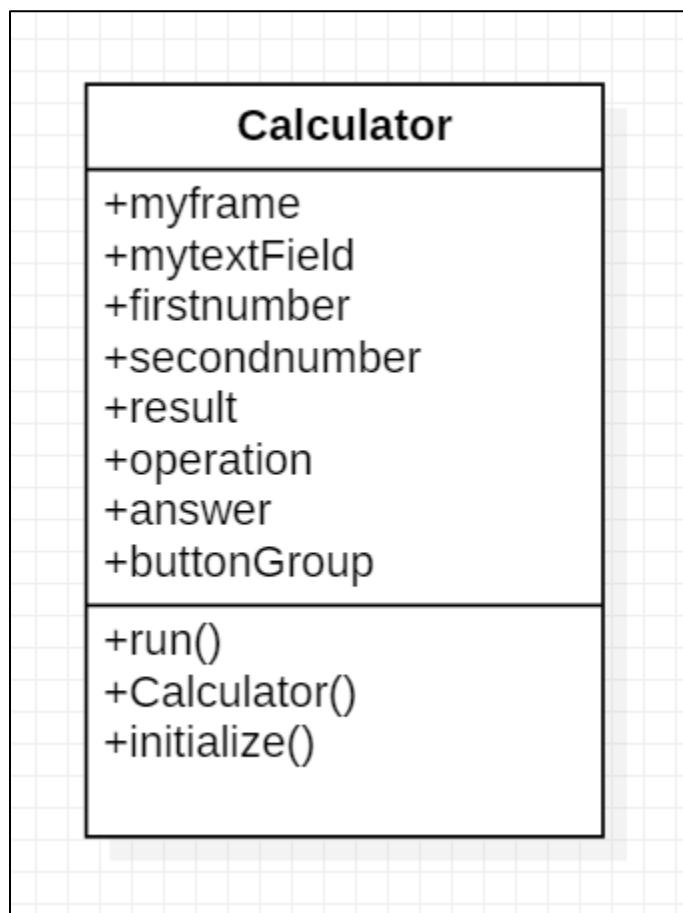 Calculator
+myframe
+mytextField
+firstnumber
+secondnumber
+result
+operation
+answer
+buttonGroup
+run()
+Calculator()
+initialize()